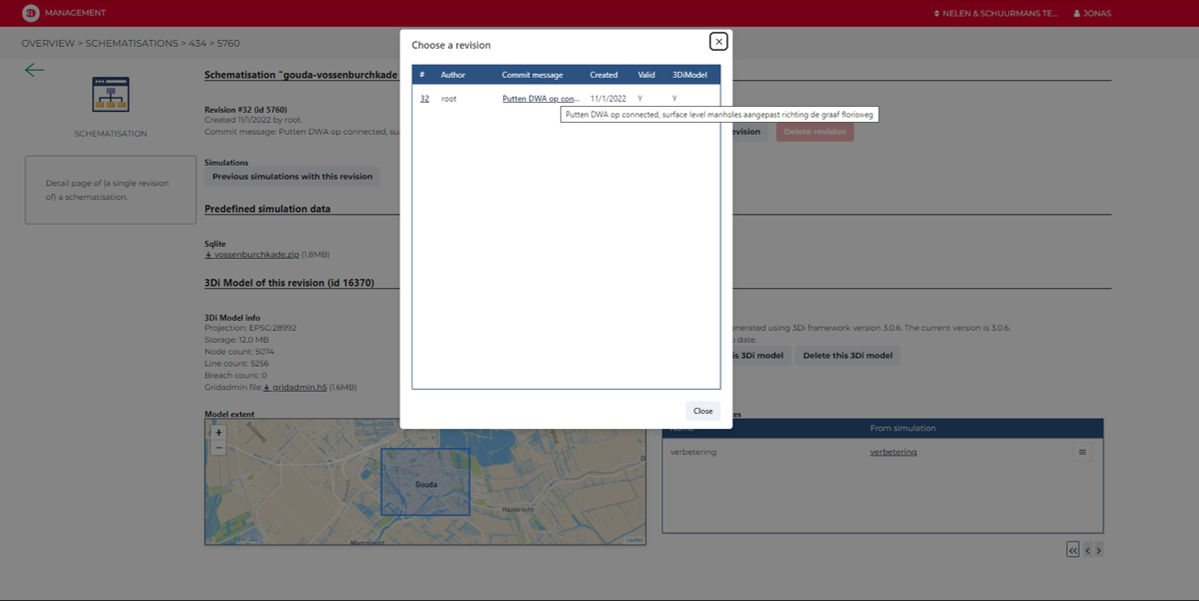 MANAGEMENT
NELEN & SCHUURMANS TE...
JONAS
OVERVIEW > SCHEMATISATIONS > 434 > 5760
SCHEMATISATION
Detail page of (a single revision
of) a schematisation.
Schematisation "gouda-vossenburchkade
Revision #32 (id 5760)
Created 11/1/2022 by root.
Commit message: Putten DWA op connected, su
evision
Delete revision
Simulations
Previous simulations with this revision
Predefined simulation data
Sqlite
vossenburchkade.zip (1.8MB)
3Di Model of this revision (id 16370)
3Di Model info
Projection: EPSG:28992
Storage: 12.0 MB
Node count: 5074
Line count: 5256
Breach count: 0
Gridadmin file: gridadmin.h5 (1.6MB)
enerated using 3Di framework version 3.0.6. The current version is 3.0.6.
o date.
is 3Di model
Delete this 3Di model
Model extent
+
−
Gouda
Haastrecht
Leaflet
es
Name From simulation
verbetering verbetering
Choose a revision
# Author Commit message Created Valid 3DiModel
32 root Putten DWA op con... 11/1/2022 Y Y
Putten DWA op connected, surface level manholes aangepast richting de graaf florisweg
Close